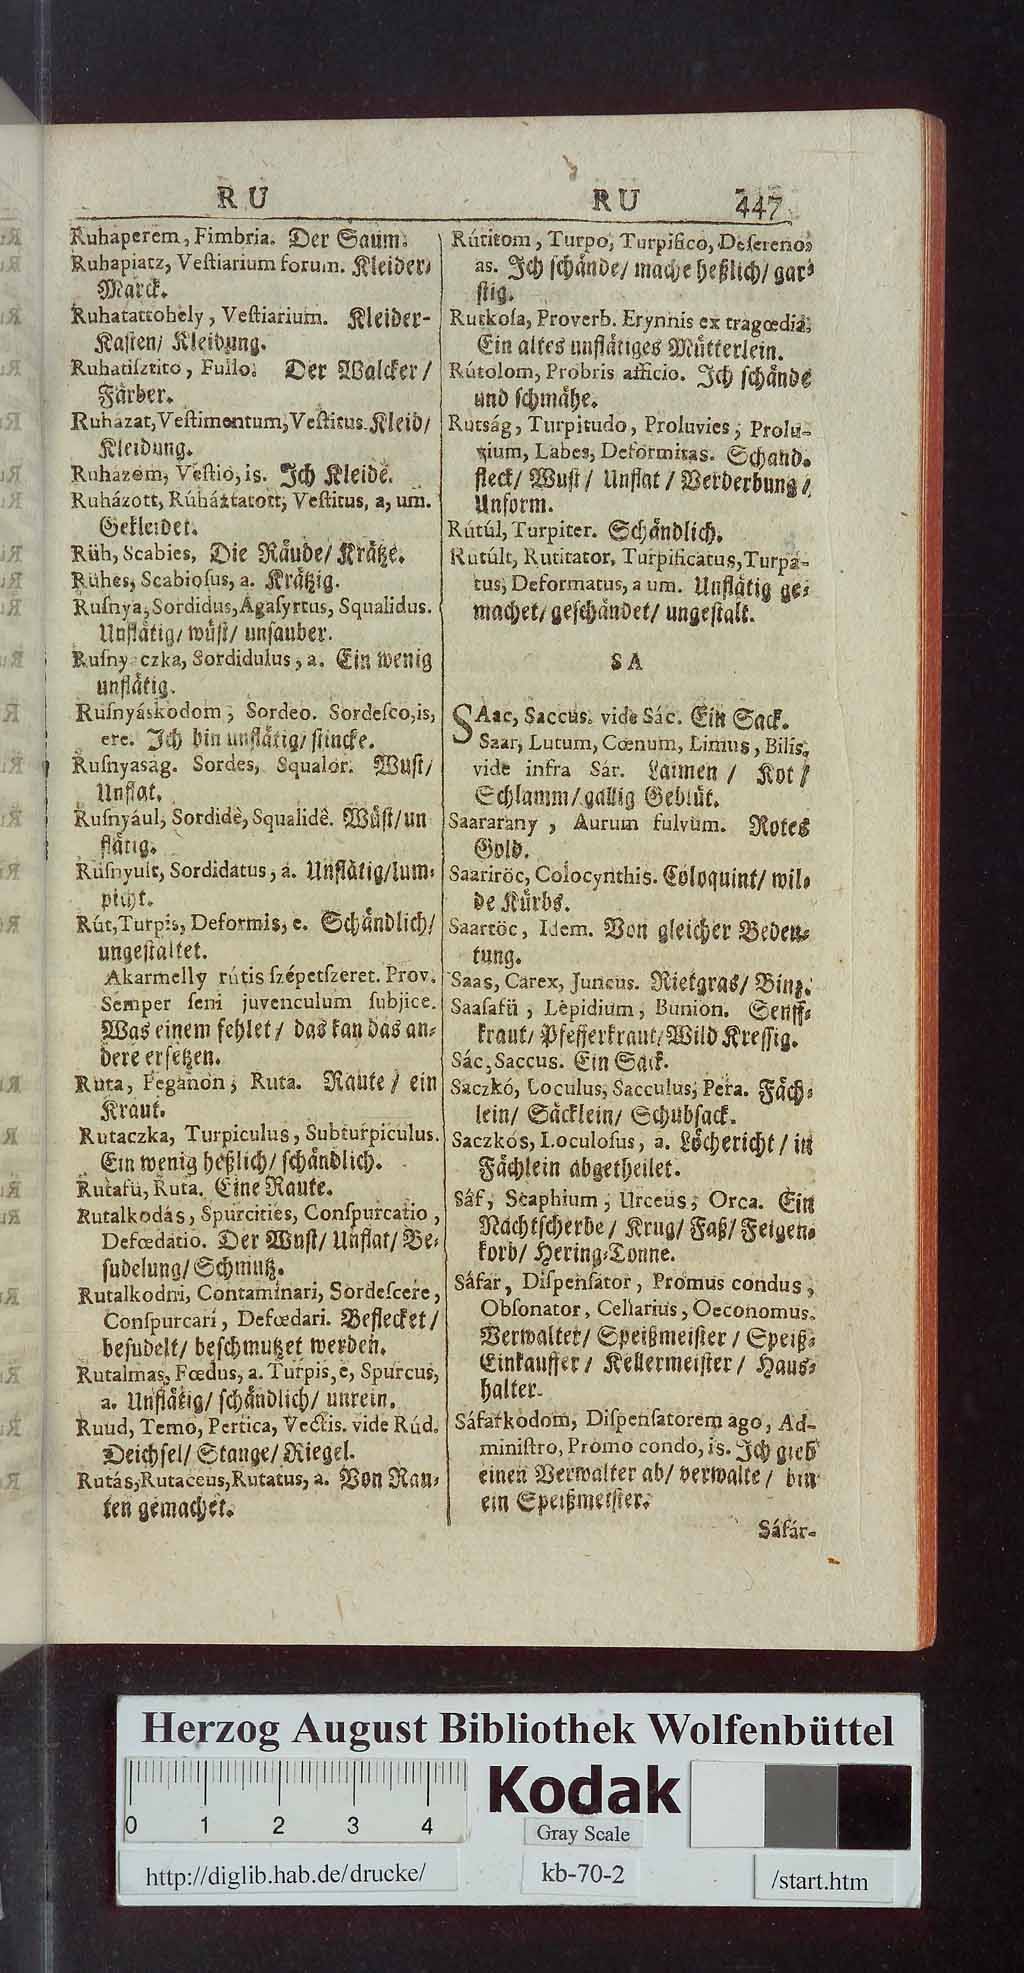 RU RU 447
Ruhaperem, Fimbria. Der Saum.
Ruhapiatz, Veſtiarium forum. Kleider⸗
Marck.
Ruhatattohely, Veſtiarium. Kleider-
Kaſten/ Kleidung.
Ruhatiſztito, Fullo. Der Walcker/
Färber.
Ruházat, Veſtimentum, Veſtitus. Kleid/
Kleidung.
Ruházom, Veſtio, is. Ich Kleide.
Ruházott, Rúháztatott, Veſtitus, a, um.
Gekleidet.
Rüh, Scabies, Die Räude/ Krätze.
Rühes, Scabioſus, a. Krätzig.
Ruſnya, Sordidus, Agaſyrtus, Squalidus.
Unflätig/ wüſt/ unſauber.
Ruſny czka, Sordidulus, a. Ein wenig
unflätig.
Ruſnyáskodom, Sordeo. Sordeſco, is,
ere. Ich bin unflätig/ ſtincke.
Ruſnyaság. Sordes, Squalor. Wuſt/
Unflat.
Ruſnyául, Sordidè, Squalidè. Wüſt/ un
flätig.
Ruſnyult, Sordidatus, a. Unflätig/ lum⸗
picht.
Rút, Turpis, Deformis, e. Schändlich/
ungeſtaltet.
Akarmelly rútis ſzépetſzeret. Prov.
Semper ſeni juvenculum ſubjice.
Was einem fehlet/ das kan das an⸗
dere erſetzen.
Ruta, Peganon, Ruta. Raute/ ein
Kraut.
Rutaczka, Turpiculus, Subturpiculus.
Ein wenig heßlich/ ſchändlich.
Rutafü, Ruta. Eine Raute.
Rutalkodás, Spurcities, Conſpurcatio,
Defœdatio. Der Wuſt/ Unflat/ Be⸗
ſudelung/ Schmutz.
Rutalkodni, Contaminari, Sordeſcere,
Conſpurcari, Defœdari. Beflecket/
beſudelt/ beſchmutzet werden.
Rutalmas, Fœdus, a. Turpis, e, Spurcus,
a. Unflätig/ ſchändlich/ unrein.
Ruud, Temo, Pertica, Vectis. vide Rúd.
Deichſel/ Stange/ Riegel.
Rutás, Rutaceus, Rutatus, a. Von Rau⸗
ten gemachet.
Rútitom, Turpo, Turpifico, Deſereno,
as. Ich ſchände/ mache heßlich/ gar⸗
ſtig.
Rutkoſa, Proverb. Erynnis ex tragœdia.
Ein altes unflätiges Mütterlein.
Rútolom, Probris afficio. Ich ſchände
und ſchmähe.
Rutság, Turpitudo, Proluvies, Prolu-
vium, Labes, Deformitas. Schand⸗
fleck/ Wuſt/ Unflat/ Verderbung/
Unform.
Rútúl, Turpiter. Schändlich.
Rutúlt, Rutitator, Turpificatus, Turpa-
tus, Deformatus, a um. Unflätig ge⸗
machet/ geſchändet/ ungeſtalt.
SA
SAac, Saccus. vide Sác. Ein Sack.
Saar, Lutum, Cœnum, Limus, Bilis,
vide infra Sár. Laimen/ Kot/
Schlamm/ gallig Geblüt.
Saararany, Aurum fulvum. Rotes
Gold.
Saariröc, Colocynthis. Coloquint/ wil⸗
de Kürbs.
Saartöc, Idem. Von gleicher Bedeu⸗
tung.
Saas, Carex, Juncus. Rietgras/ Binz.
Saaſafü, Lepidium, Bunion. Senff⸗
kraut/ Pfefferkraut/ Wild Kreſſig.
Sác, Saccus. Ein Sack.
Saczkó, Loculus, Sacculus, Pera. Fäch⸗
lein/ Säcklein/ Schubſack.
Saczkós, Loculoſus, a. Löchericht/ in
Fächlein abgetheilet.
Sáf, Scaphium, Urceus, Orca. Ein
Nachtſcherbe/ Krug/ Faß/ Feigen⸗
korb/ Hering⸗Tonne.
Sáfar, Diſpenſator, Promus condus,
Obſonator, Cellarius, Oeconomus.
Verwalter/ Speißmeiſter/ Speiß⸗
Einkauffer/ Kellermeiſter/ Haus⸗
halter.
Sáfarkodom, Diſpenſatorem ago, Ad-
miniſtro, Promo condo, is. Ich gieb
einen Verwalter ab/ verwalte/ bin
ein Speißmeiſter.
Sáfár-
Herzog August Bibliothek Wolfenbüttel
0 1 2 3 4
Kodak
Gray Scale
http://diglib.hab.de/drucke/ kb-70-2 /start.htm